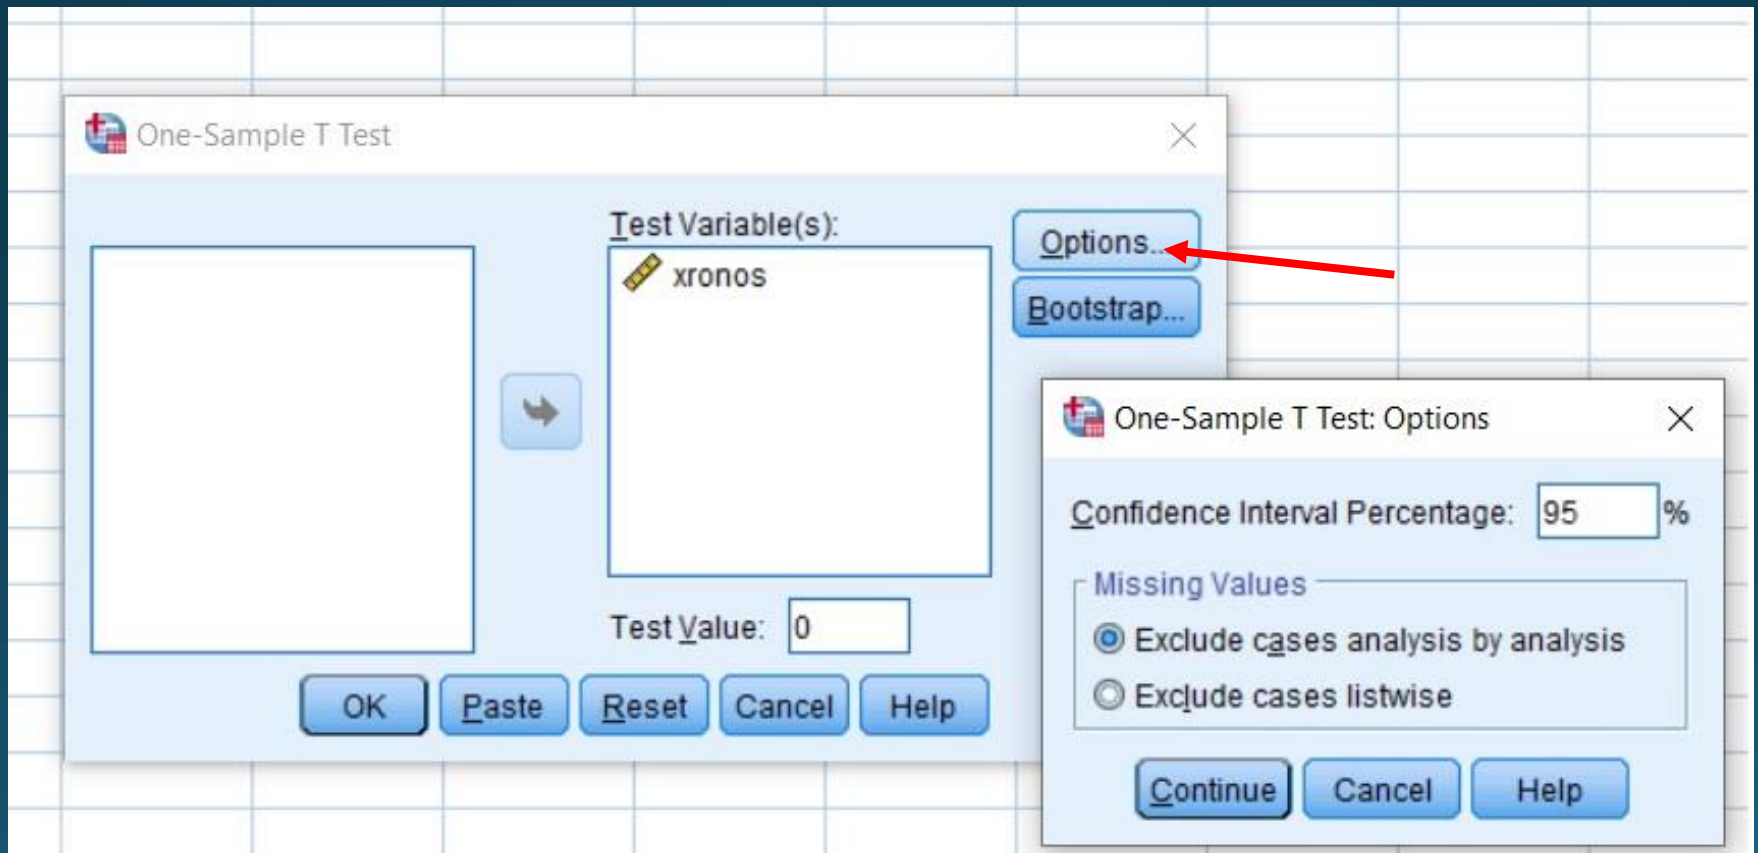 One-Sample T Test
Test Variable(s):
xronos
Options...
Bootstrap...
Test Value: 0
OK Paste Reset Cancel Help
One-Sample T Test: Options
Confidence Interval Percentage: 95 %
Missing Values
Exclude cases analysis by analysis
Exclude cases listwise
Continue Cancel Help